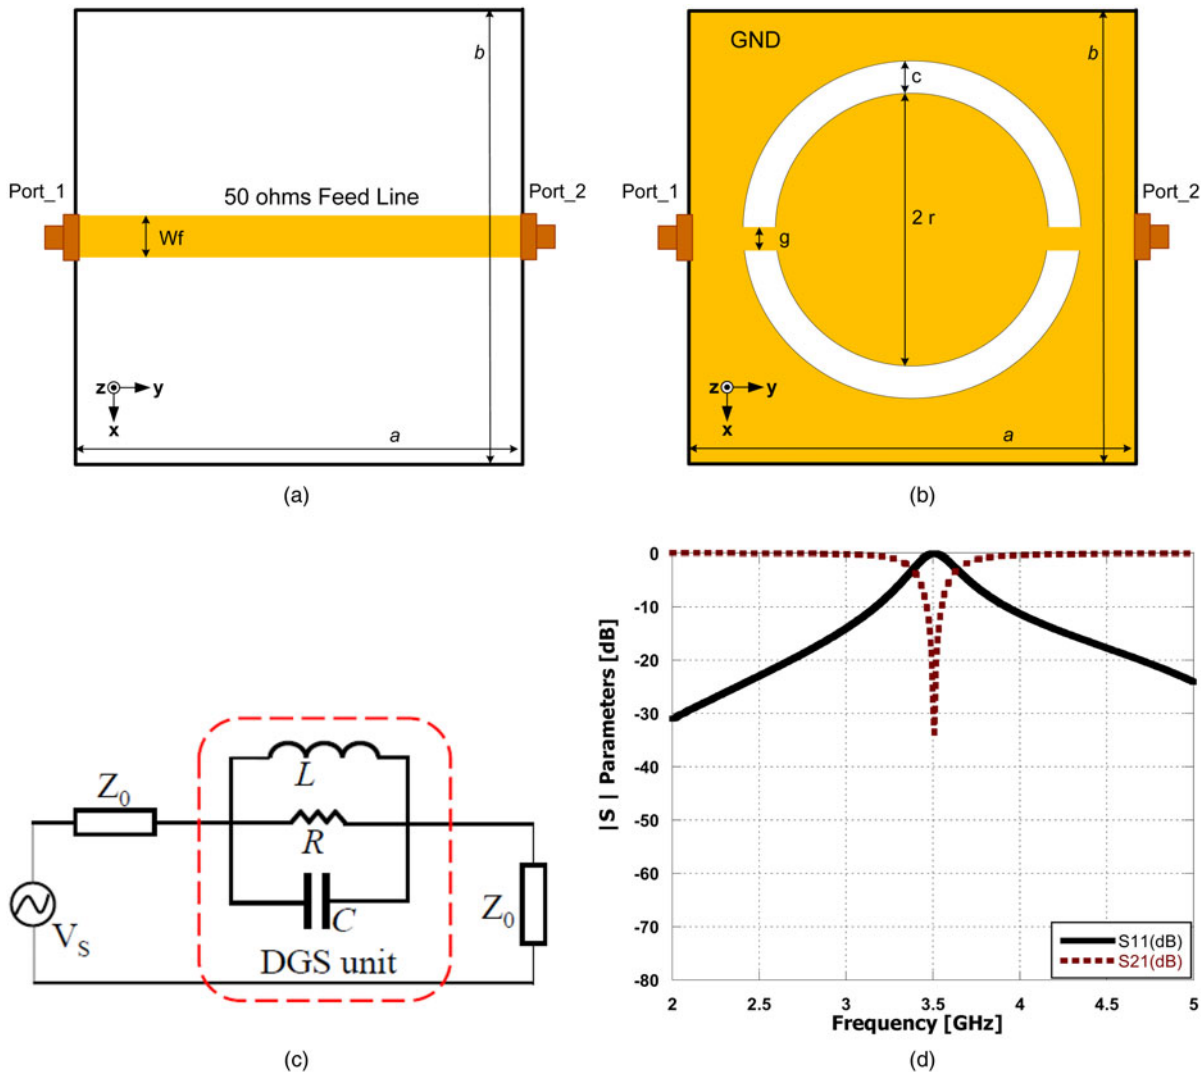 b
Port_1
50 ohms Feed Line
Port_2
Wf
z
y
x
a
(a)
GND
b
c
Port_1
Port_2
2 r
g
z
y
x
a
(b)
Z0
L
R
C
VS
Z0
DGS unit
(c)
|S | Parameters [dB]
0
-10
-20
-30
-40
-50
-60
-70
-80
S11(dB)
S21(dB)
2
2.5
3
3.5
4
4.5
5
Frequency [GHz]
(d)